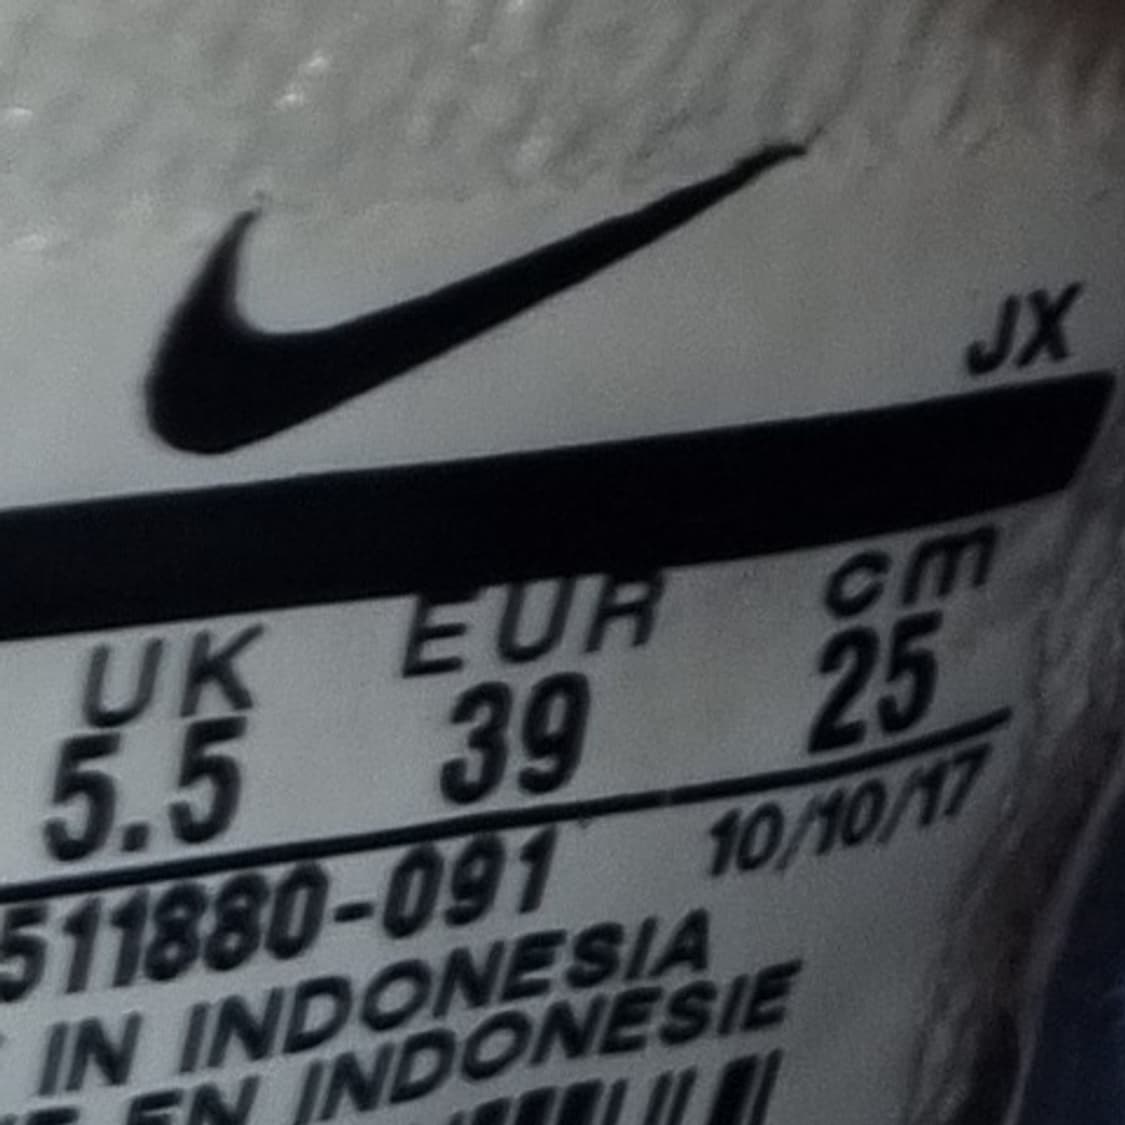 JX
UK EUR cm
5.5 39 25
511880-091 10/10/17
IN INDONESIA
EN INDONESIE